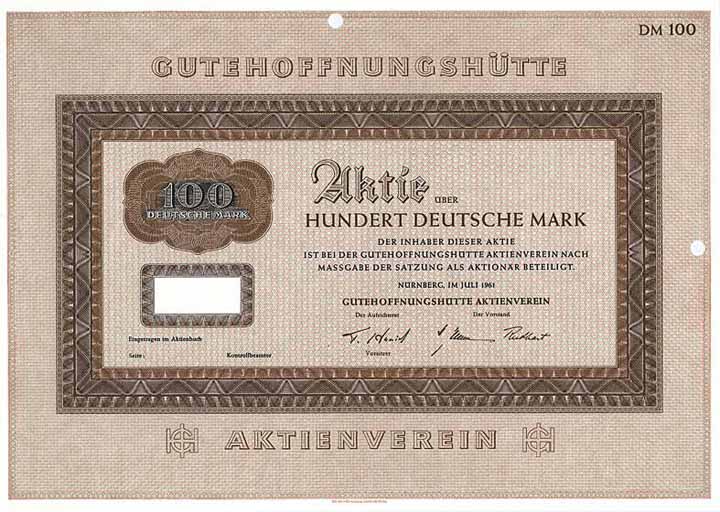 DM 100
GUTEHOFFNUNGSHÜTTE
100
DEUTSCHE MARK
Aktie ÜBER
HUNDERT DEUTSCHE MARK
DER INHABER DIESER AKTIE
IST BEI DER GUTEHOFFNUNGSHÜTTE AKTIENVEREIN NACH
MASSGABE DER SATZUNG ALS AKTIONÄR BETEILIGT.
NÜRNBERG, IM JULI 1961
GUTEHOFFNUNGSHÜTTE AKTIENVEREIN
Der Aufsichtsrat Der Vorstand
Vorsitzer
Eingetragen im Aktienbuch
Seite: Kontrollbeamter
GHH AKTIENVEREIN GHH